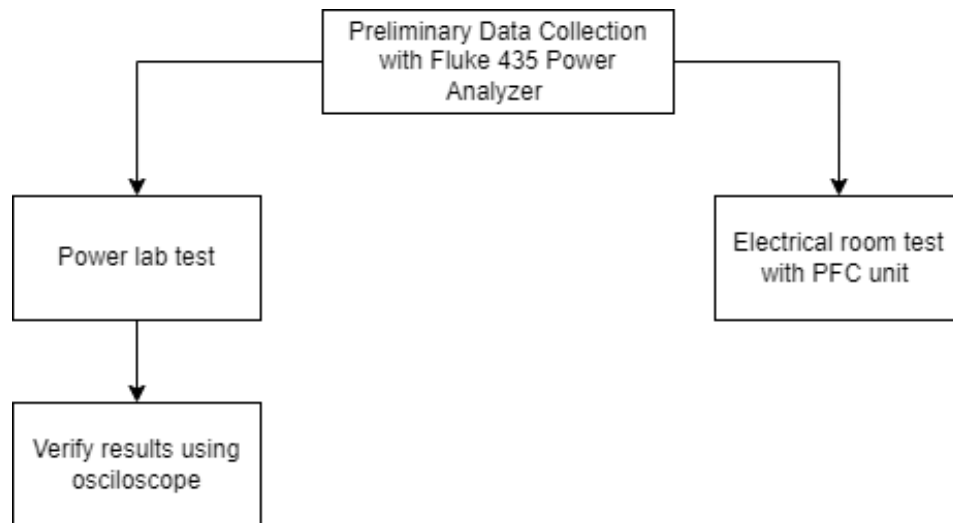 Preliminary Data Collection
with Fluke 435 Power
Analyzer
Power lab test
Electrical room test
with PFC unit
Verify results using
osciloscope